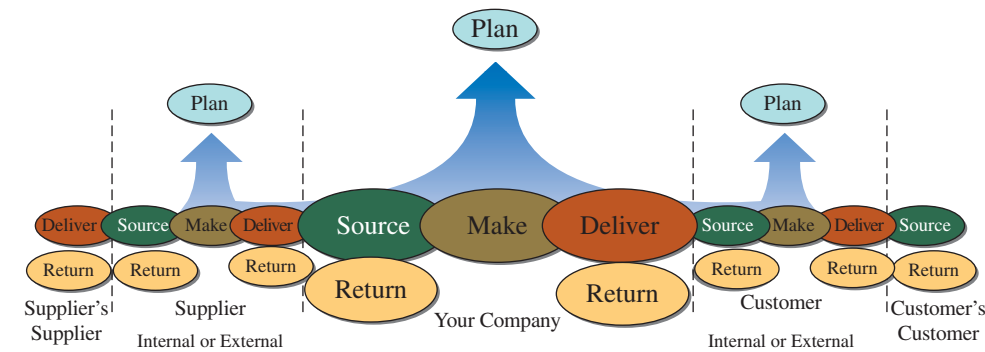 Plan
Plan
Plan
Deliver Source Make Deliver Source Make Deliver Source Make Deliver Source
Return Return Return Return Return Return Return Return
Supplier's
Supplier
Supplier
Internal or External
Your Company
Customer
Internal or External
Customer's
Customer